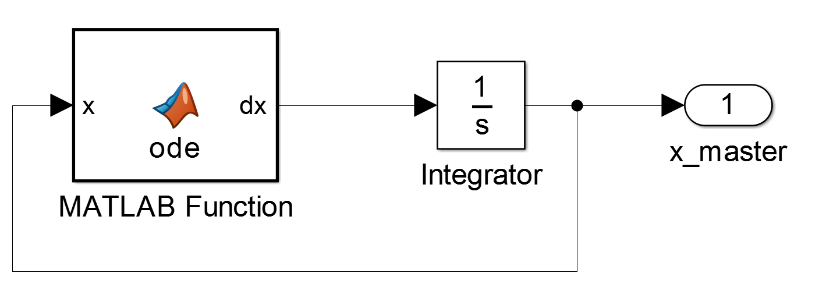 x
dx
ode
MATLAB Function
1
s
Integrator
1
x_master